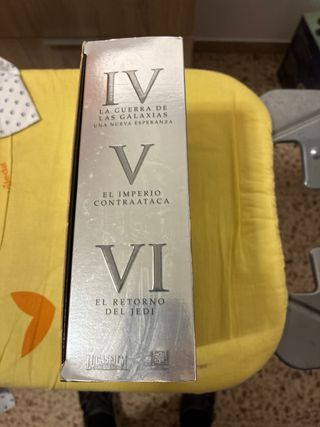 IV
LA GUERRA DE
LAS GALAXIAS
UNA NUEVA ESPERANZA
V
EL IMPERIO
CONTRAATACA
VI
EL RETORNO
DEL JEDI